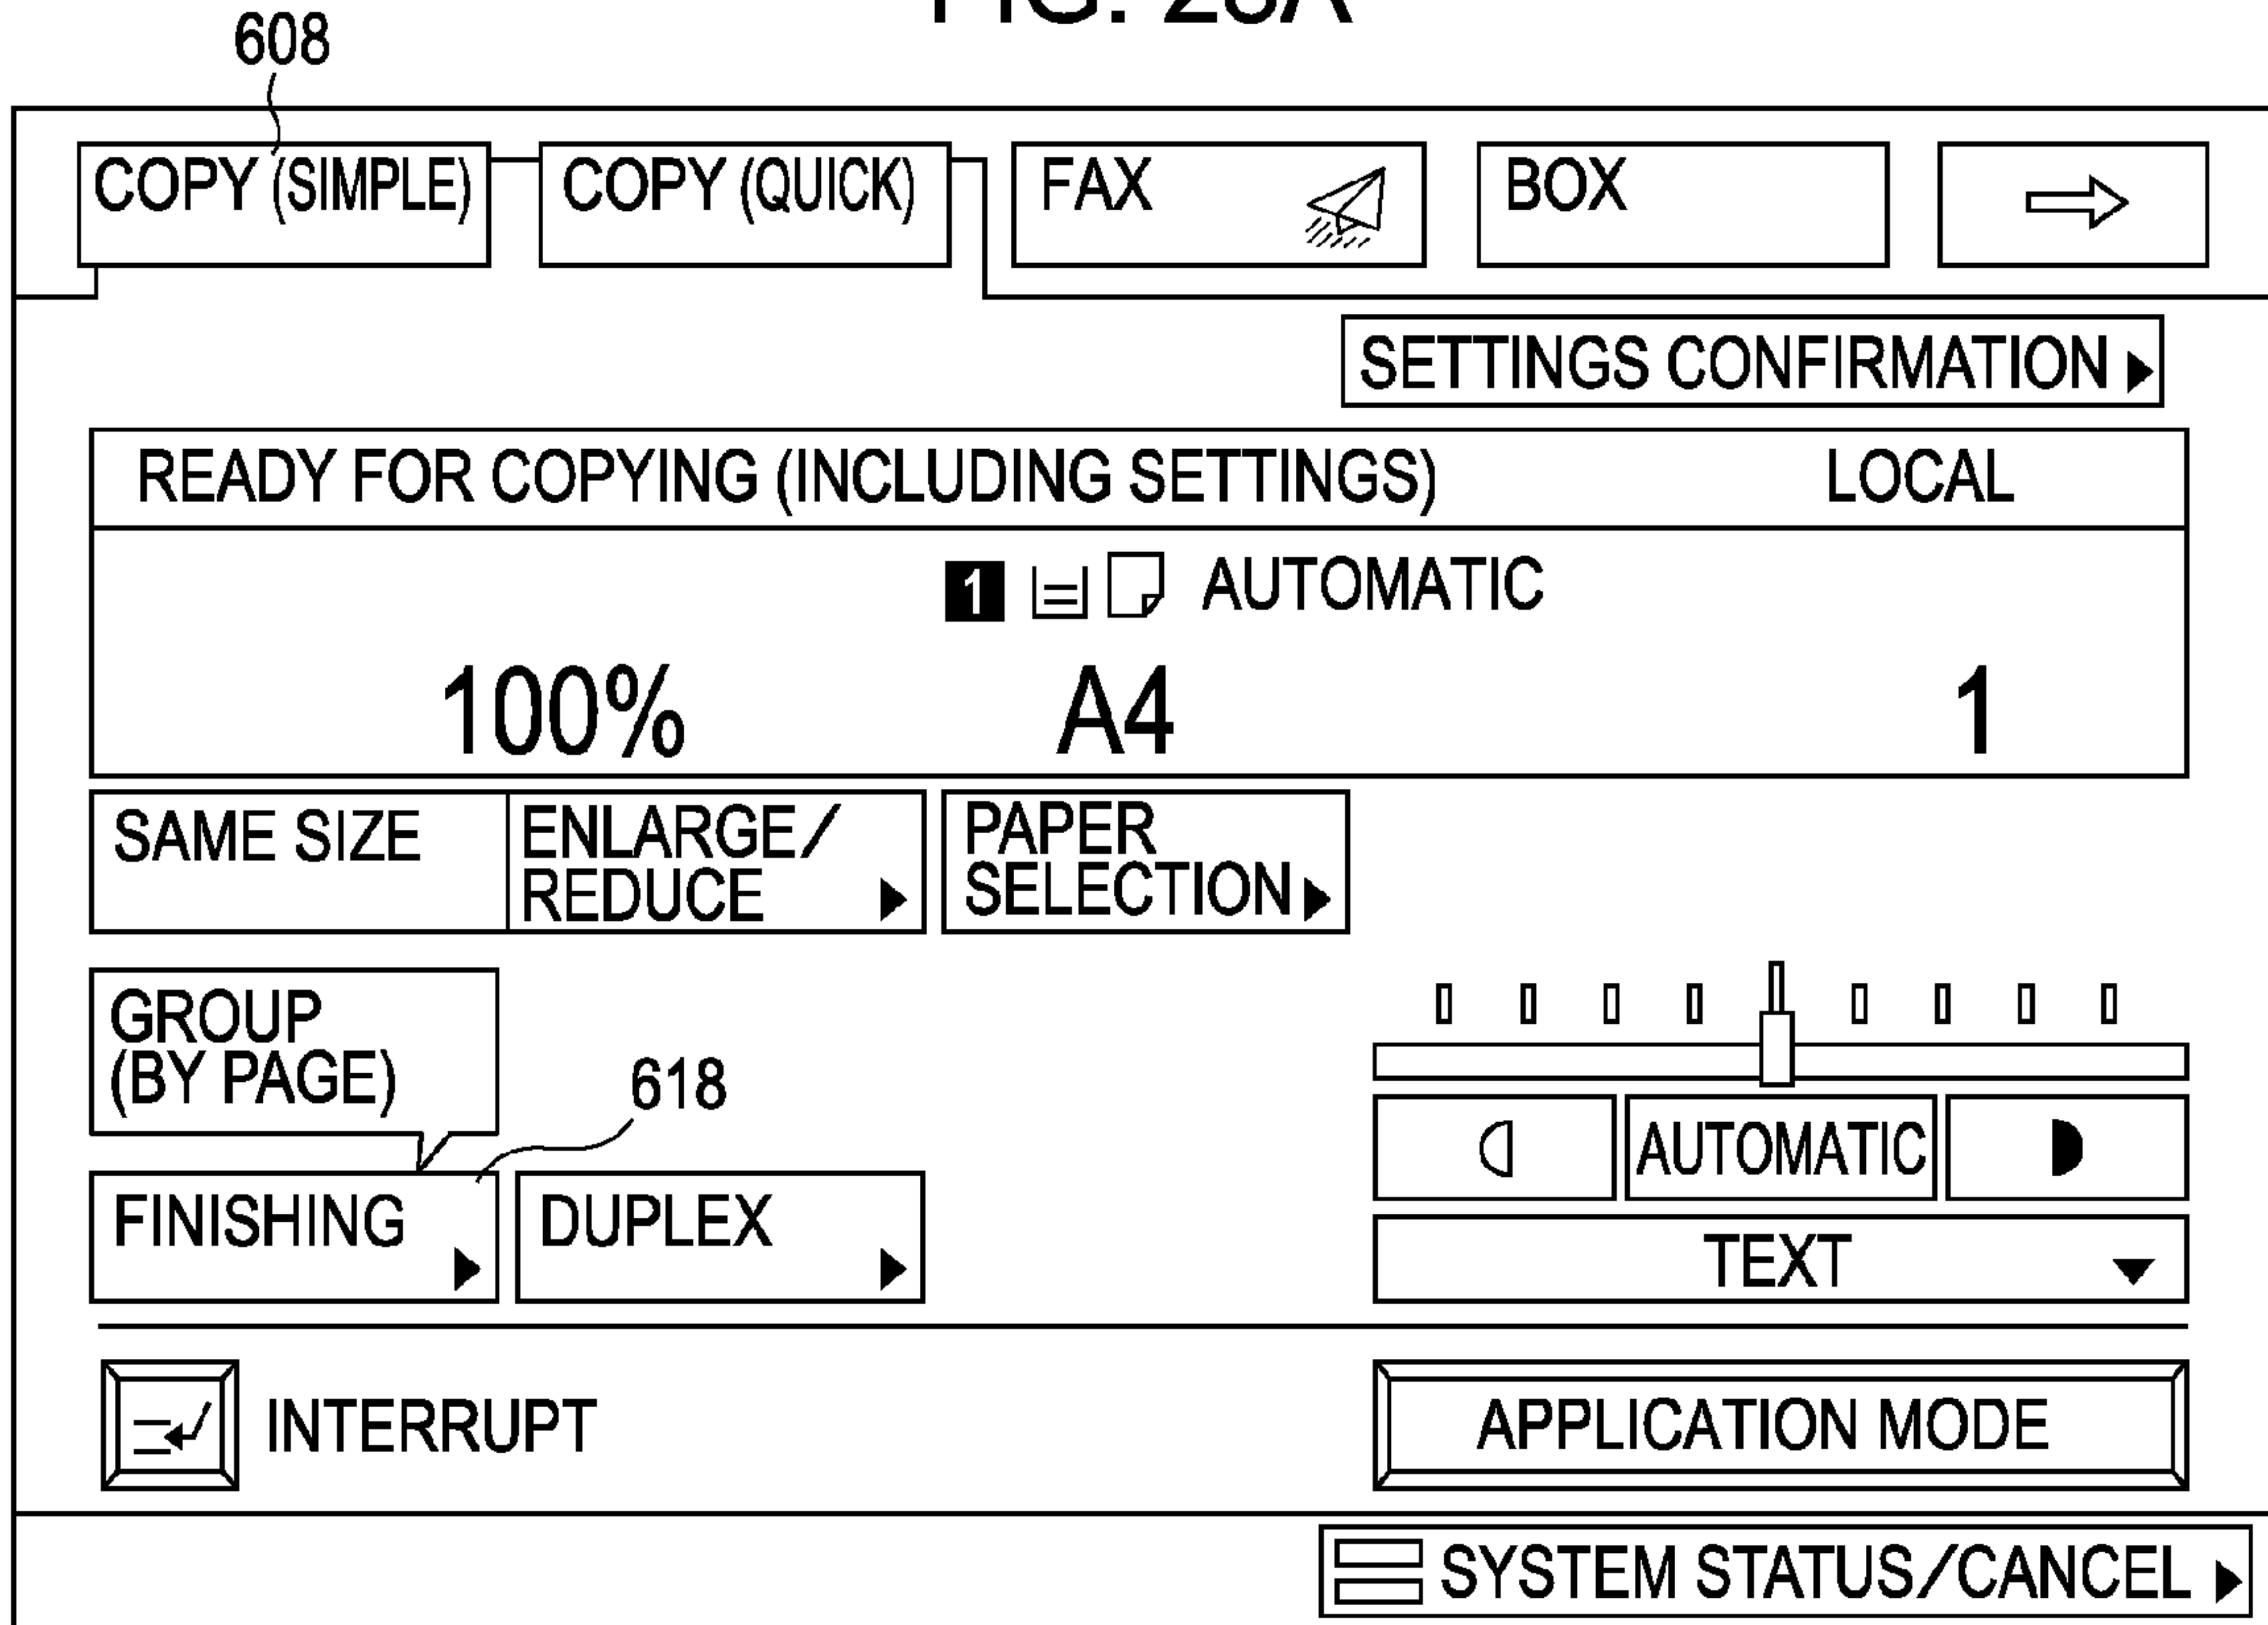 608
COPY (SIMPLE) COPY (QUICK) FAX BOX
SETTINGS CONFIRMATION
READY FOR COPYING (INCLUDING SETTINGS) LOCAL
1 AUTOMATIC
100% A4 1
SAME SIZE
ENLARGE/
REDUCE
PAPER
SELECTION
GROUP
(BY PAGE)
618
AUTOMATIC
FINISHING DUPLEX
TEXT
INTERRUPT APPLICATION MODE
SYSTEM STATUS/CANCEL